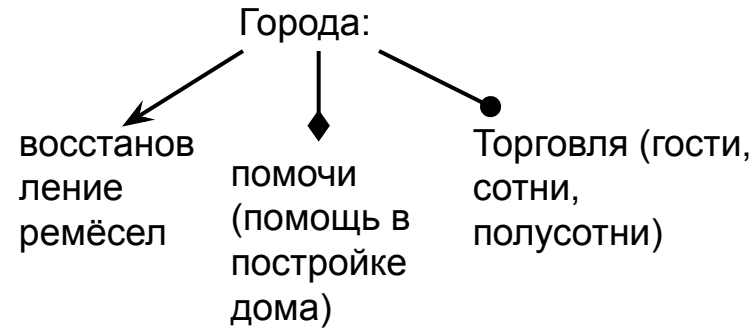 Города:
восстанов
ление
ремёсел
помочи
(помощь в
постройке
дома)
Торговля (гости,
сотни,
полусотни)